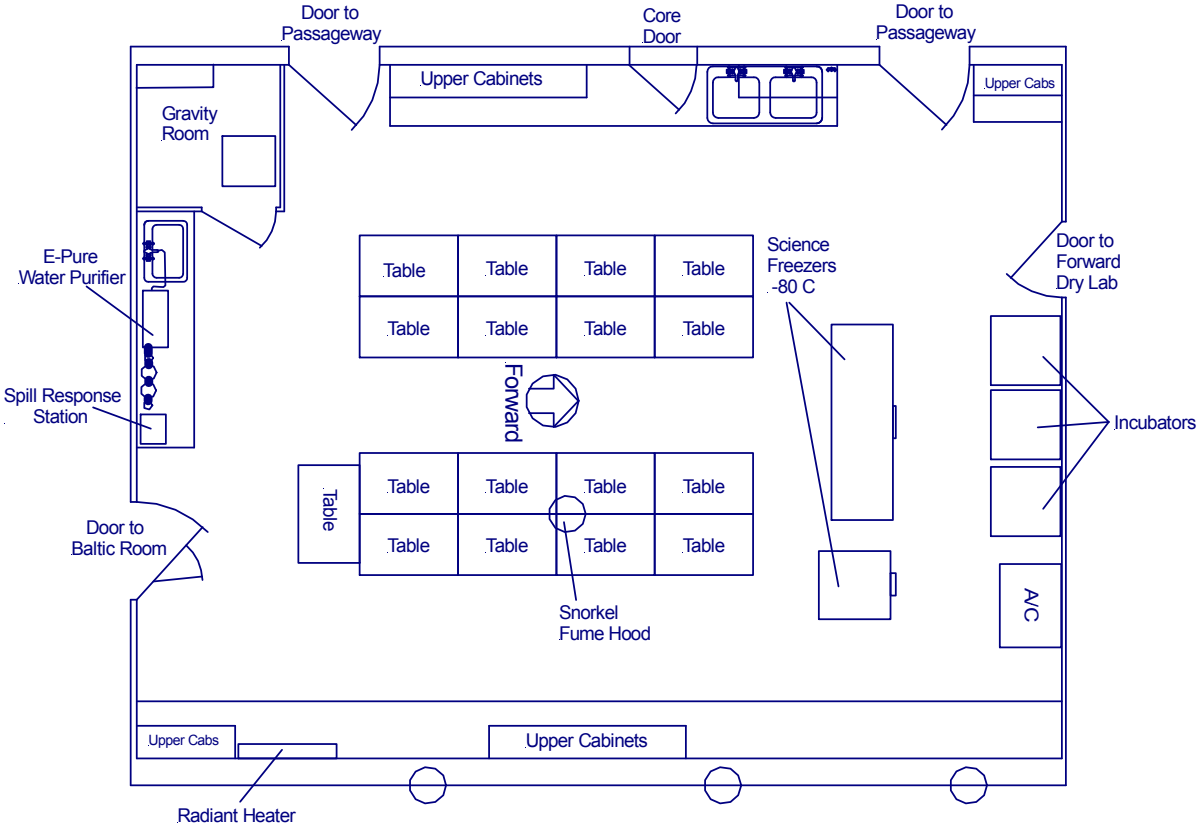 Door to
Passageway
Core
Door
Door to
Passageway
Upper Cabinets
Upper Cabs
Gravity
Room
E-Pure
Water Purifier
Science
Freezers
-80 C
Door to
Forward
Dry Lab
Table
Table
Table
Table
Table
Table
Table
Table
Forward
Spill Response
Station
Incubators
Table
Table
Table
Table
Table
Table
Table
Table
Table
Door to
Baltic Room
A/C
Snorkel
Fume Hood
Upper Cabs
Upper Cabinets
Radiant Heater